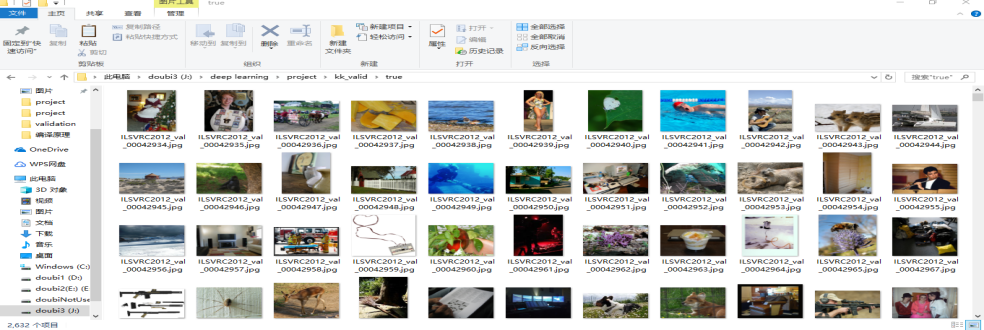 图片工具 true
文件 主页 共享 查看 管理
固定到"快速访问" 复制 粘贴 复制路径 粘贴快捷方式 剪切
移动到 复制到 删除 重命名 新建文件夹
新建项目 轻松访问 属性 打开 编辑 历史记录
全部选择 全部取消 反向选择
剪贴板 组织 新建 打开 选择
此电脑 › doubi3 (J:) › deep learning › project › kk_valid › true
搜索"true"
图片
project
project
validation
编译原理
OneDrive
WPS网盘
此电脑
3D 对象
视频
图片
文档
下载
音乐
桌面
Windows (C:)
doubi1 (D:)
doubi2(E:) (E
doubiNotUse
doubi3 (J:)
ILSVRC2012_val_00042934.jpg
ILSVRC2012_val_00042935.jpg
ILSVRC2012_val_00042936.jpg
ILSVRC2012_val_00042937.jpg
ILSVRC2012_val_00042938.jpg
ILSVRC2012_val_00042939.jpg
ILSVRC2012_val_00042940.jpg
ILSVRC2012_val_00042941.jpg
ILSVRC2012_val_00042942.jpg
ILSVRC2012_val_00042943.jpg
ILSVRC2012_val_00042944.jpg
ILSVRC2012_val_00042945.jpg
ILSVRC2012_val_00042946.jpg
ILSVRC2012_val_00042947.jpg
ILSVRC2012_val_00042948.jpg
ILSVRC2012_val_00042949.jpg
ILSVRC2012_val_00042950.jpg
ILSVRC2012_val_00042951.jpg
ILSVRC2012_val_00042952.jpg
ILSVRC2012_val_00042953.jpg
ILSVRC2012_val_00042954.jpg
ILSVRC2012_val_00042955.jpg
ILSVRC2012_val_00042956.jpg
ILSVRC2012_val_00042957.jpg
ILSVRC2012_val_00042958.jpg
ILSVRC2012_val_00042959.jpg
ILSVRC2012_val_00042960.jpg
ILSVRC2012_val_00042961.jpg
ILSVRC2012_val_00042962.jpg
ILSVRC2012_val_00042963.jpg
ILSVRC2012_val_00042964.jpg
ILSVRC2012_val_00042965.jpg
ILSVRC2012_val_00042967.jpg
2,632 个项目